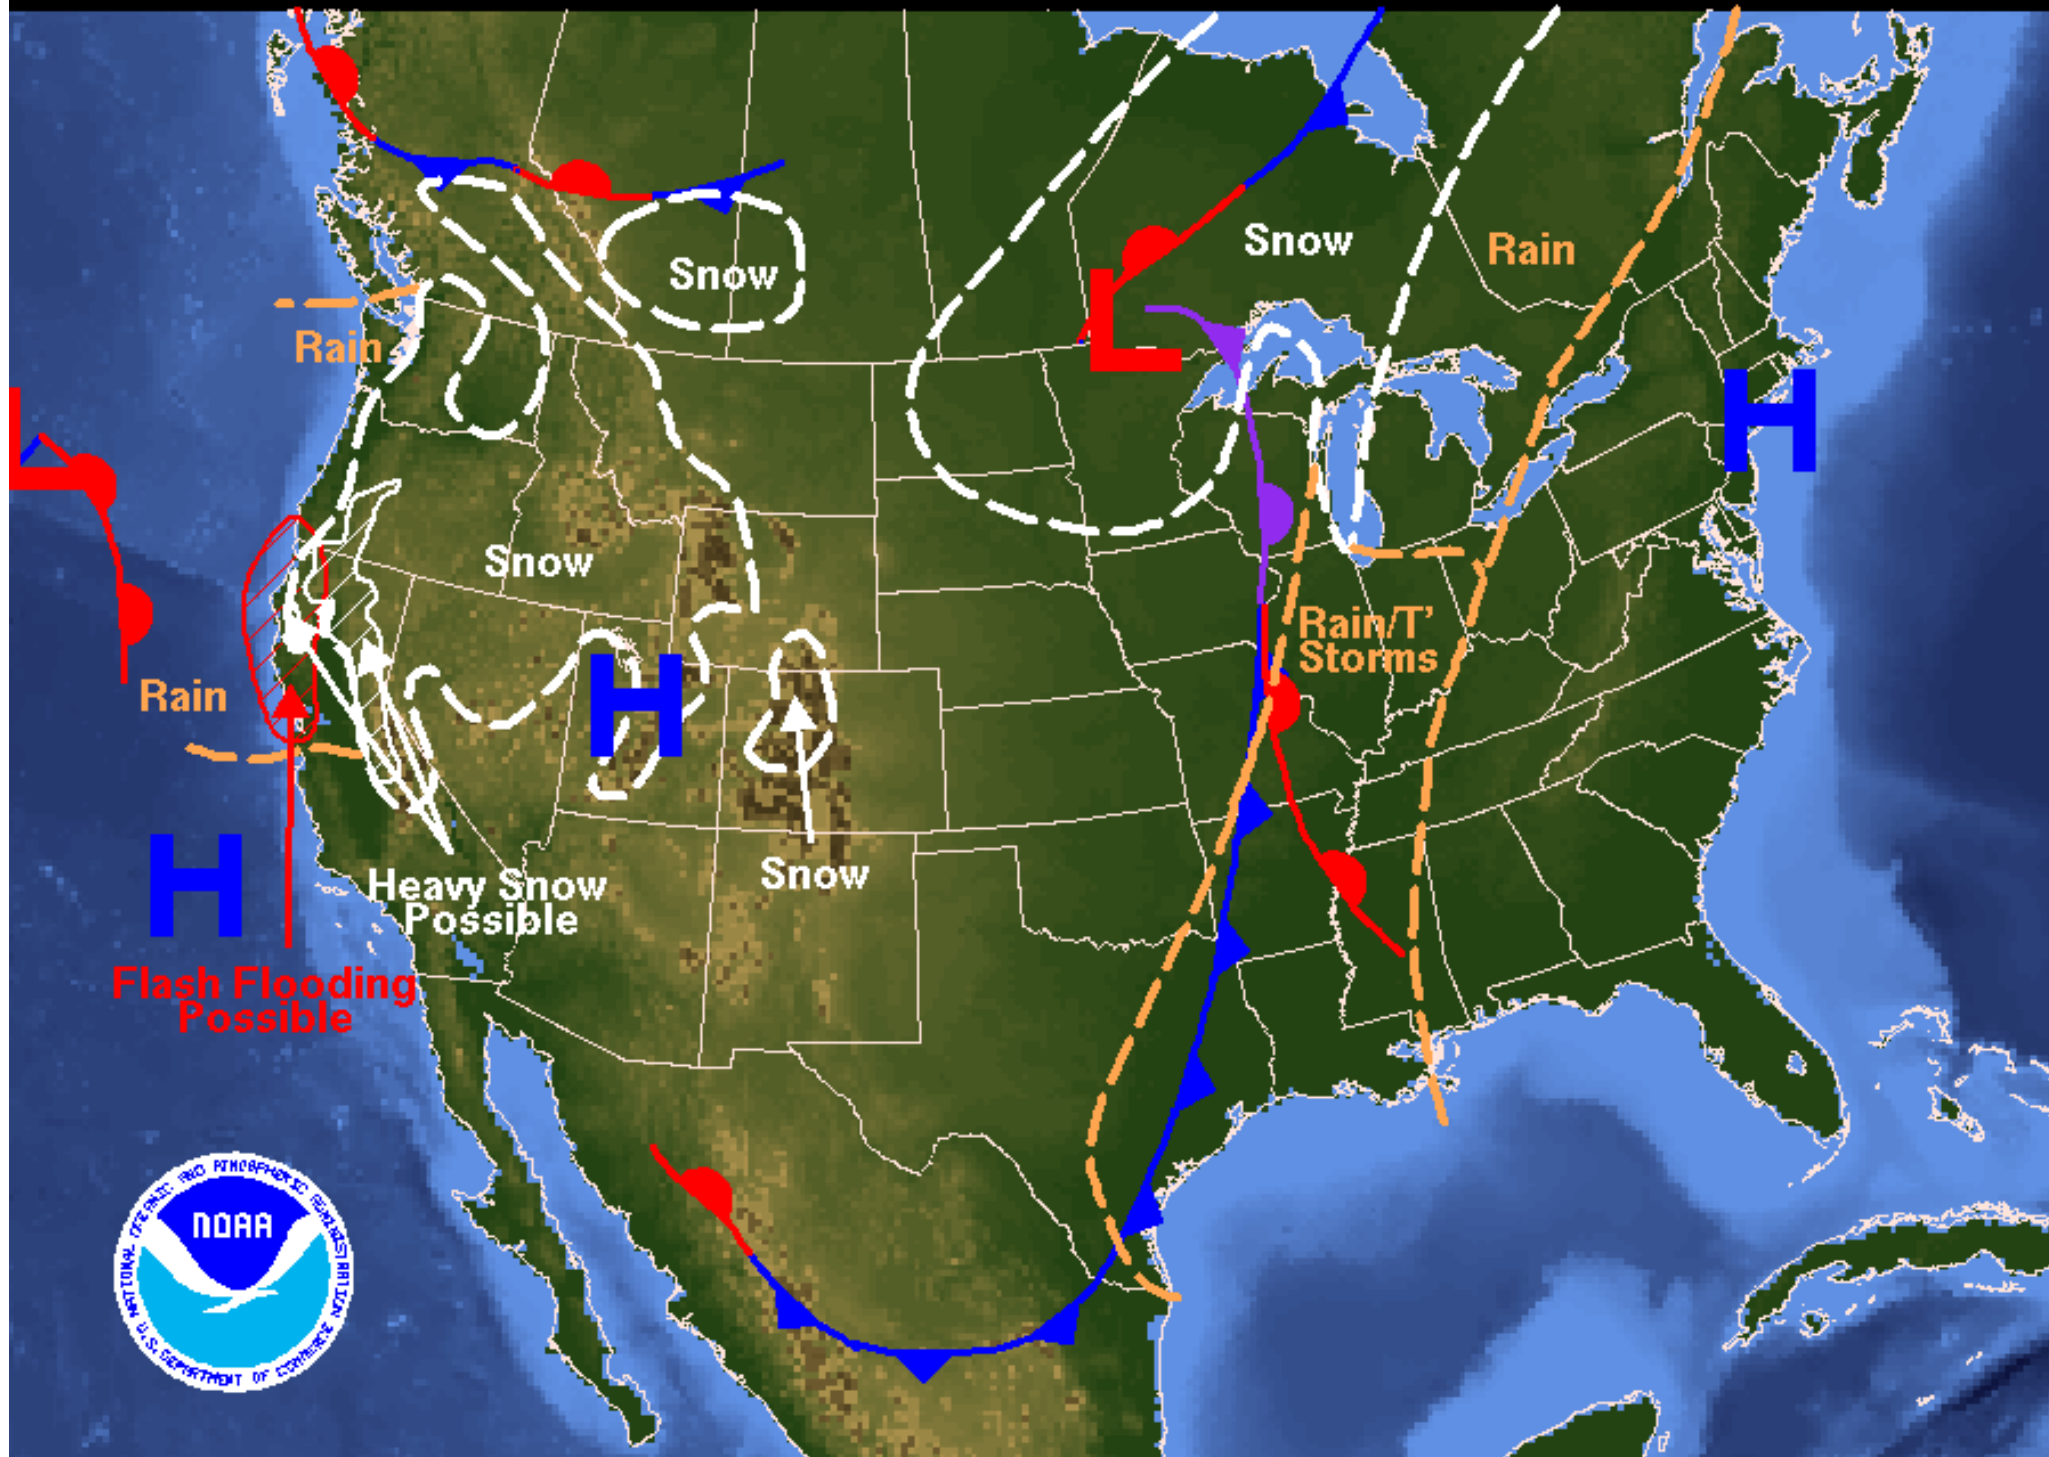 Snow
Snow
Rain
Rain
L
L
H
Snow
Rain/T'
Storms
Rain
H
H
Snow
Heavy Snow
Possible
Flash Flooding
Possible
NATIONAL OCEANIC AND ATMOSPHERIC ADMINISTRATION
NOAA
U.S. DEPARTMENT OF COMMERCE